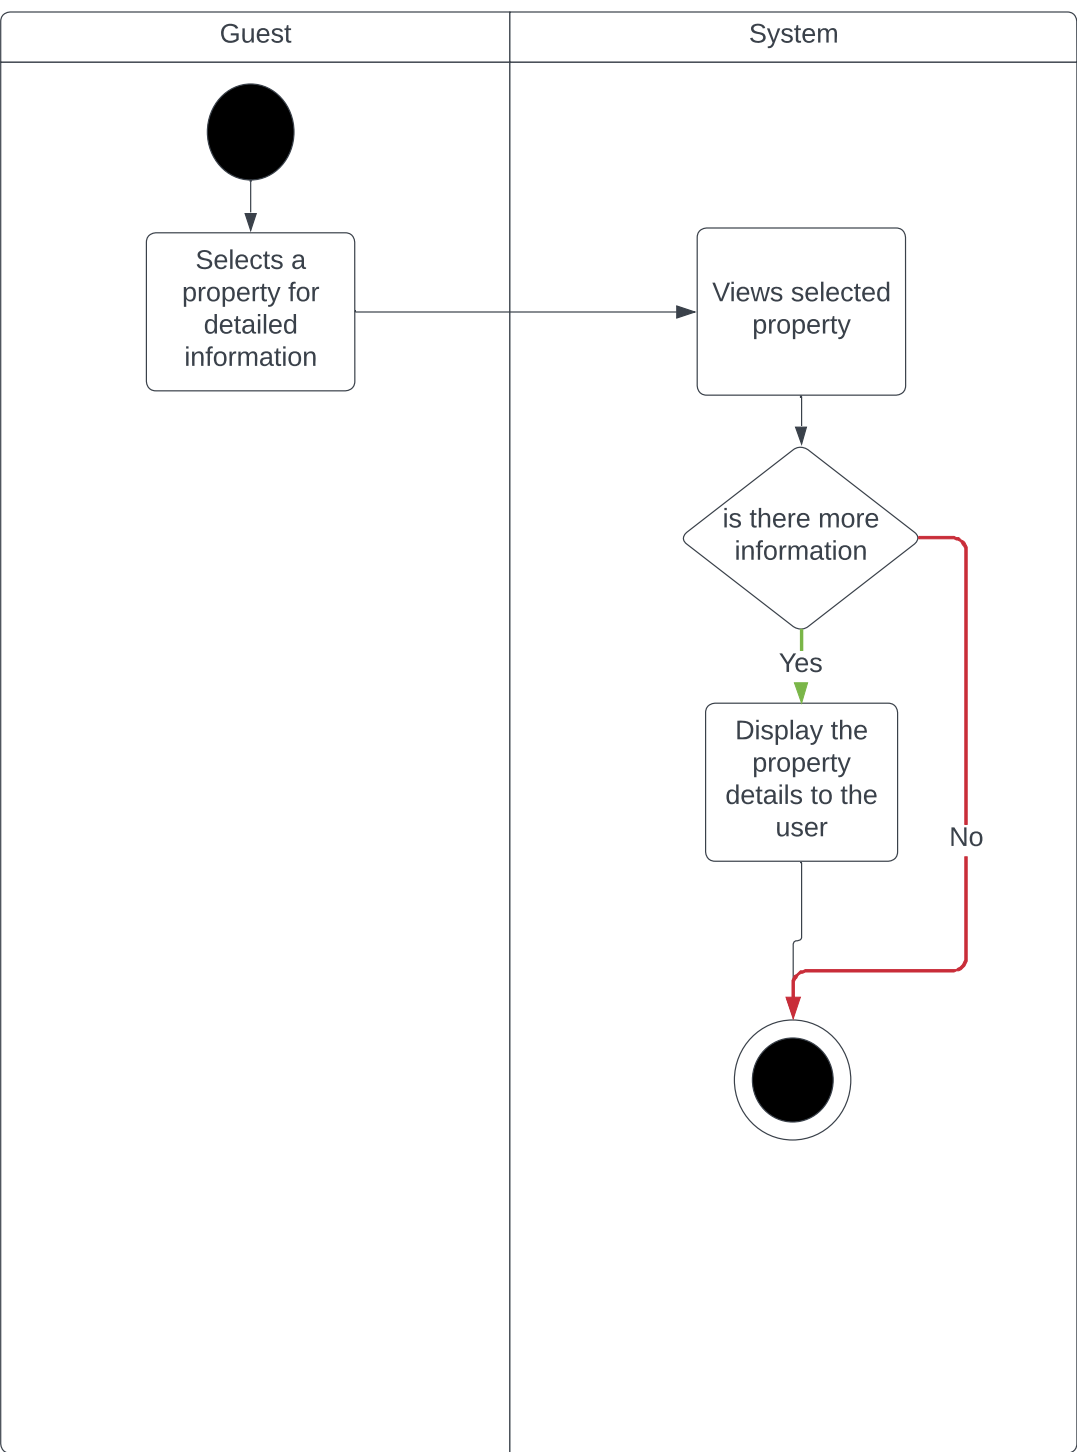 Guest
System
Selects a
property for
detailed
information
Views selected
property
is there more
information
Yes
Display the
property
details to the
user
No